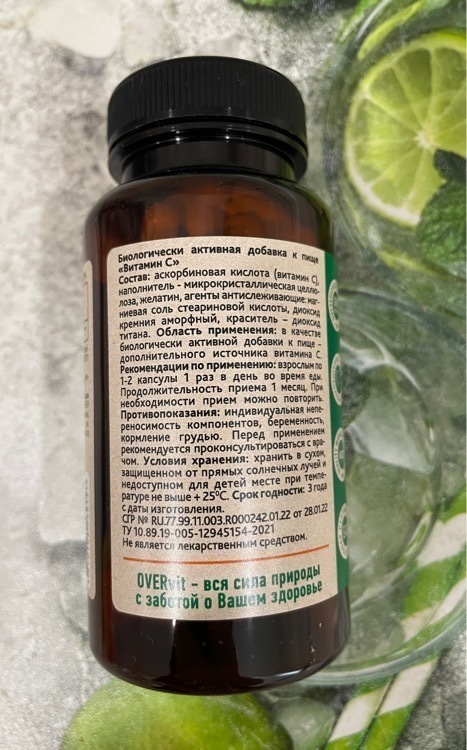 Биологически активная добавка к пище
«Витамин С»
Состав: аскорбиновая кислота (витамин С),
наполнитель - микрокристаллическая целлю-
лоза, желатин, агенты антислеживающие: маг-
ниевая соль стеариновой кислоты, диоксид
кремния аморфный, краситель – диоксид
титана. Область применения: в качестве
биологически активной добавки к пище –
дополнительного источника витамина С.
Рекомендации по применению: взрослым по
1-2 капсулы 1 раз в день во время еды.
Продолжительность приема 1 месяц. При
необходимости прием можно повторить.
Противопоказания: индивидуальная непе-
реносимость компонентов, беременность,
кормление грудью. Перед применением
рекомендуется проконсультироваться с вра-
чом. Условия хранения: хранить в сухом,
защищенном от прямых солнечных лучей и
недоступном для детей месте при темпе-
ратуре не выше + 25⁰С. Срок годности: 3 года
с даты изготовления.
СГР № RU.77.99.11.003.R000242.01.22 от 28.01.22
ТУ 10.89.19-005-12945154-2021
Не является лекарственным средством.
OVERvit – вся сила природы
с заботой о Вашем здоровье